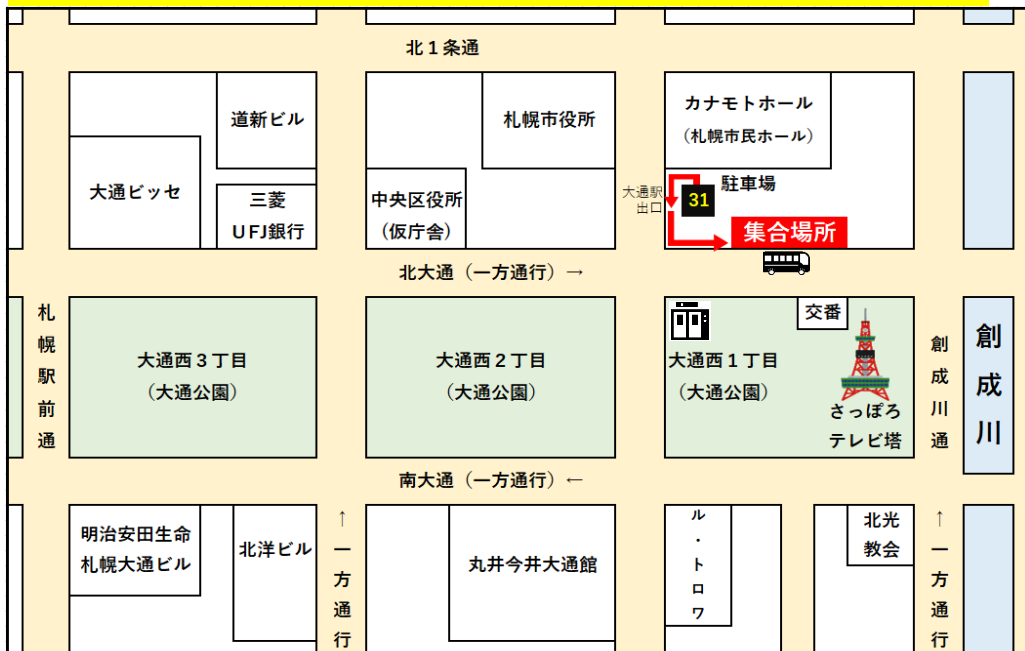 北１条通
道新ビル
大通ビッセ
三菱
UFJ銀行
札幌市役所
中央区役所
（仮庁舎）
カナモトホール
（札幌市民ホール）
大通駅
出口
31
駐車場
集合場所
北大通（一方通行）→
札幌駅前通
大通西３丁目
（大通公園）
大通西２丁目
（大通公園）
大通西１丁目
（大通公園）
交番
さっぽろ
テレビ塔
創成川通
創成川
南大通（一方通行）←
明治安田生命
札幌大通ビル
北洋ビル
↑一方通行
丸井今井大通館
ル・トロワ
北光
教会
↑一方通行